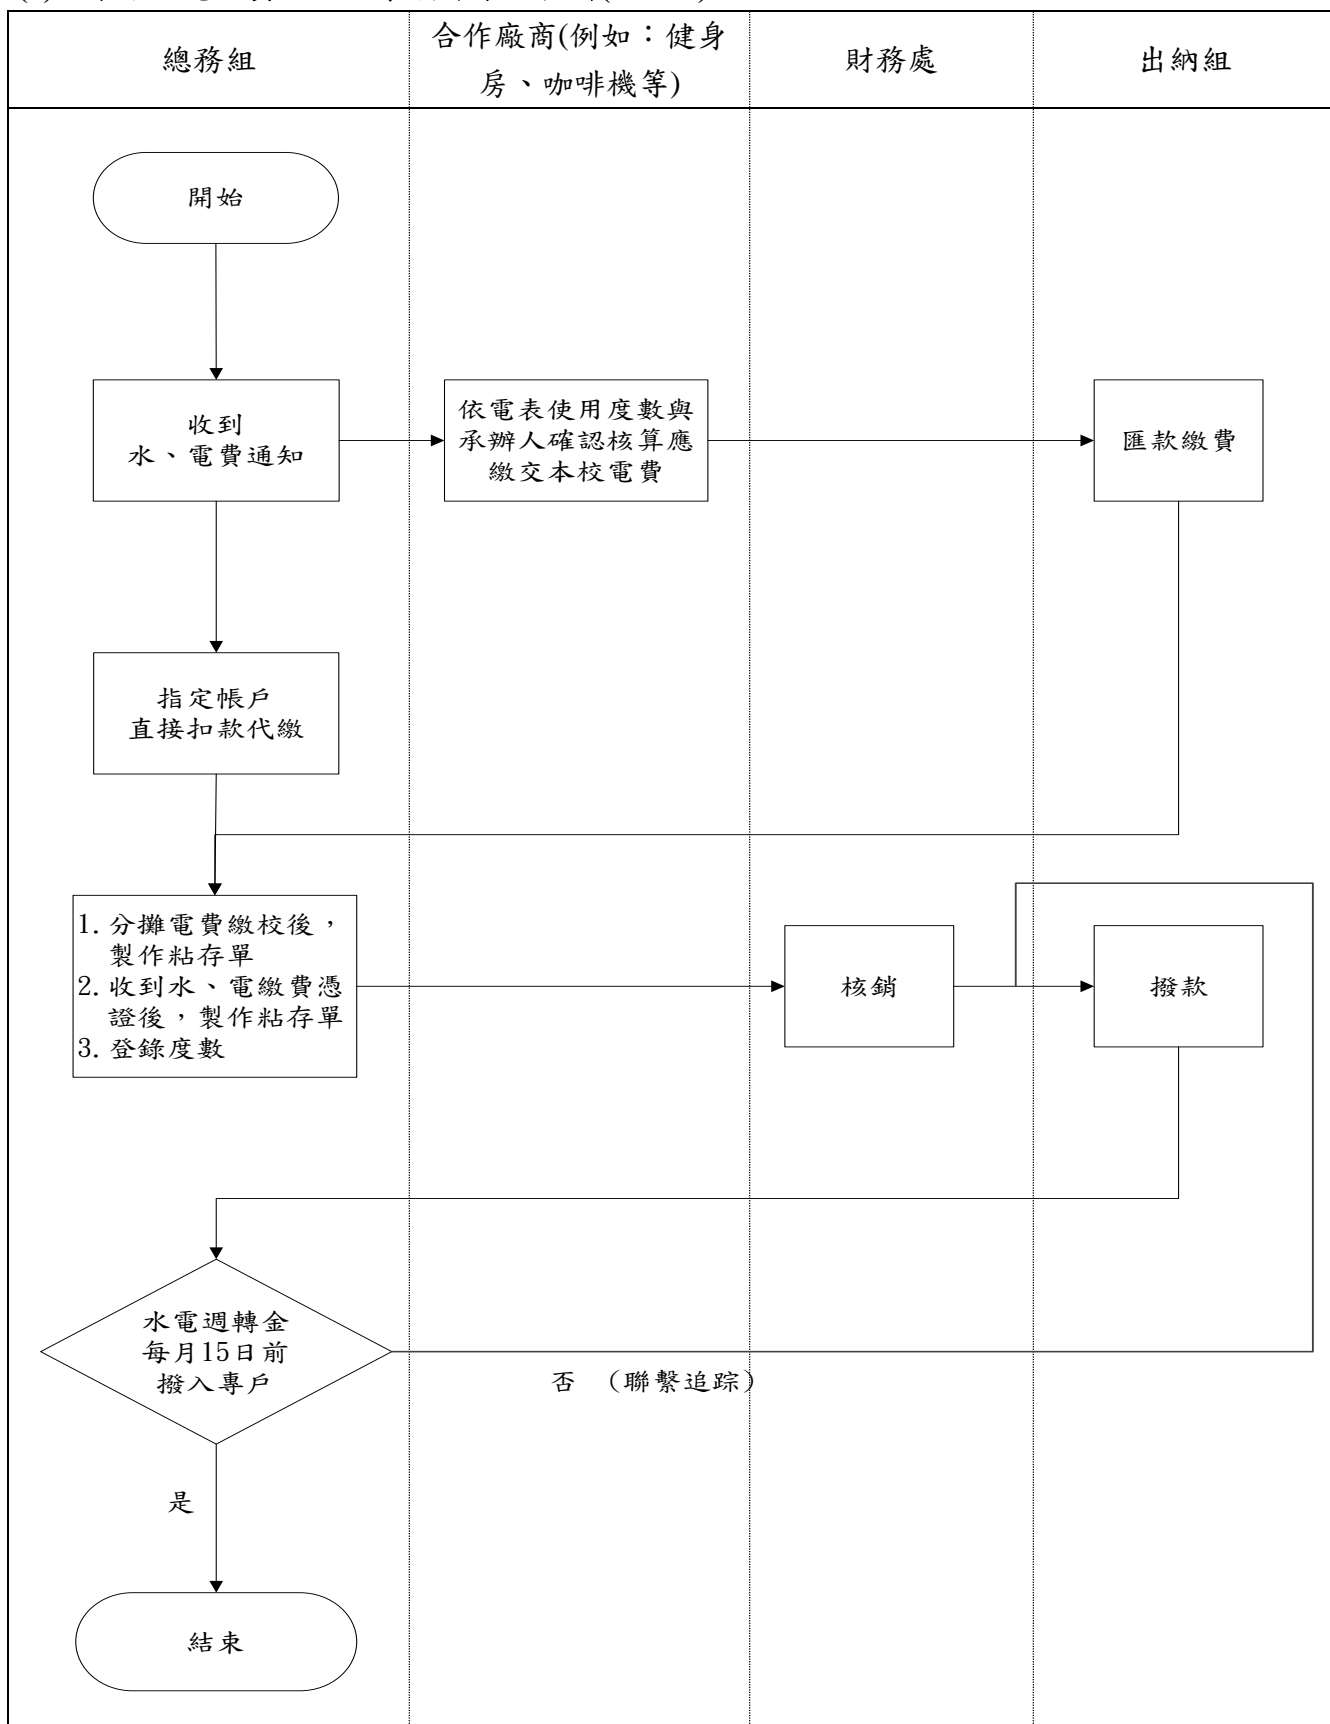 總務組
合作廠商(例如：健身
房、咖啡機等)
財務處
出納組
開始
收到
水、電費通知
依電表使用度數與
承辦人確認核算應
繳交本校電費
匯款繳費
指定帳戶
直接扣款代繳
1. 分攤電費繳校後，
製作粘存單
2. 收到水、電繳費憑
證後，製作粘存單
3. 登錄度數
核銷
撥款
水電週轉金
每月15日前
撥入專戶
否 （聯繫追踪）
是
結束